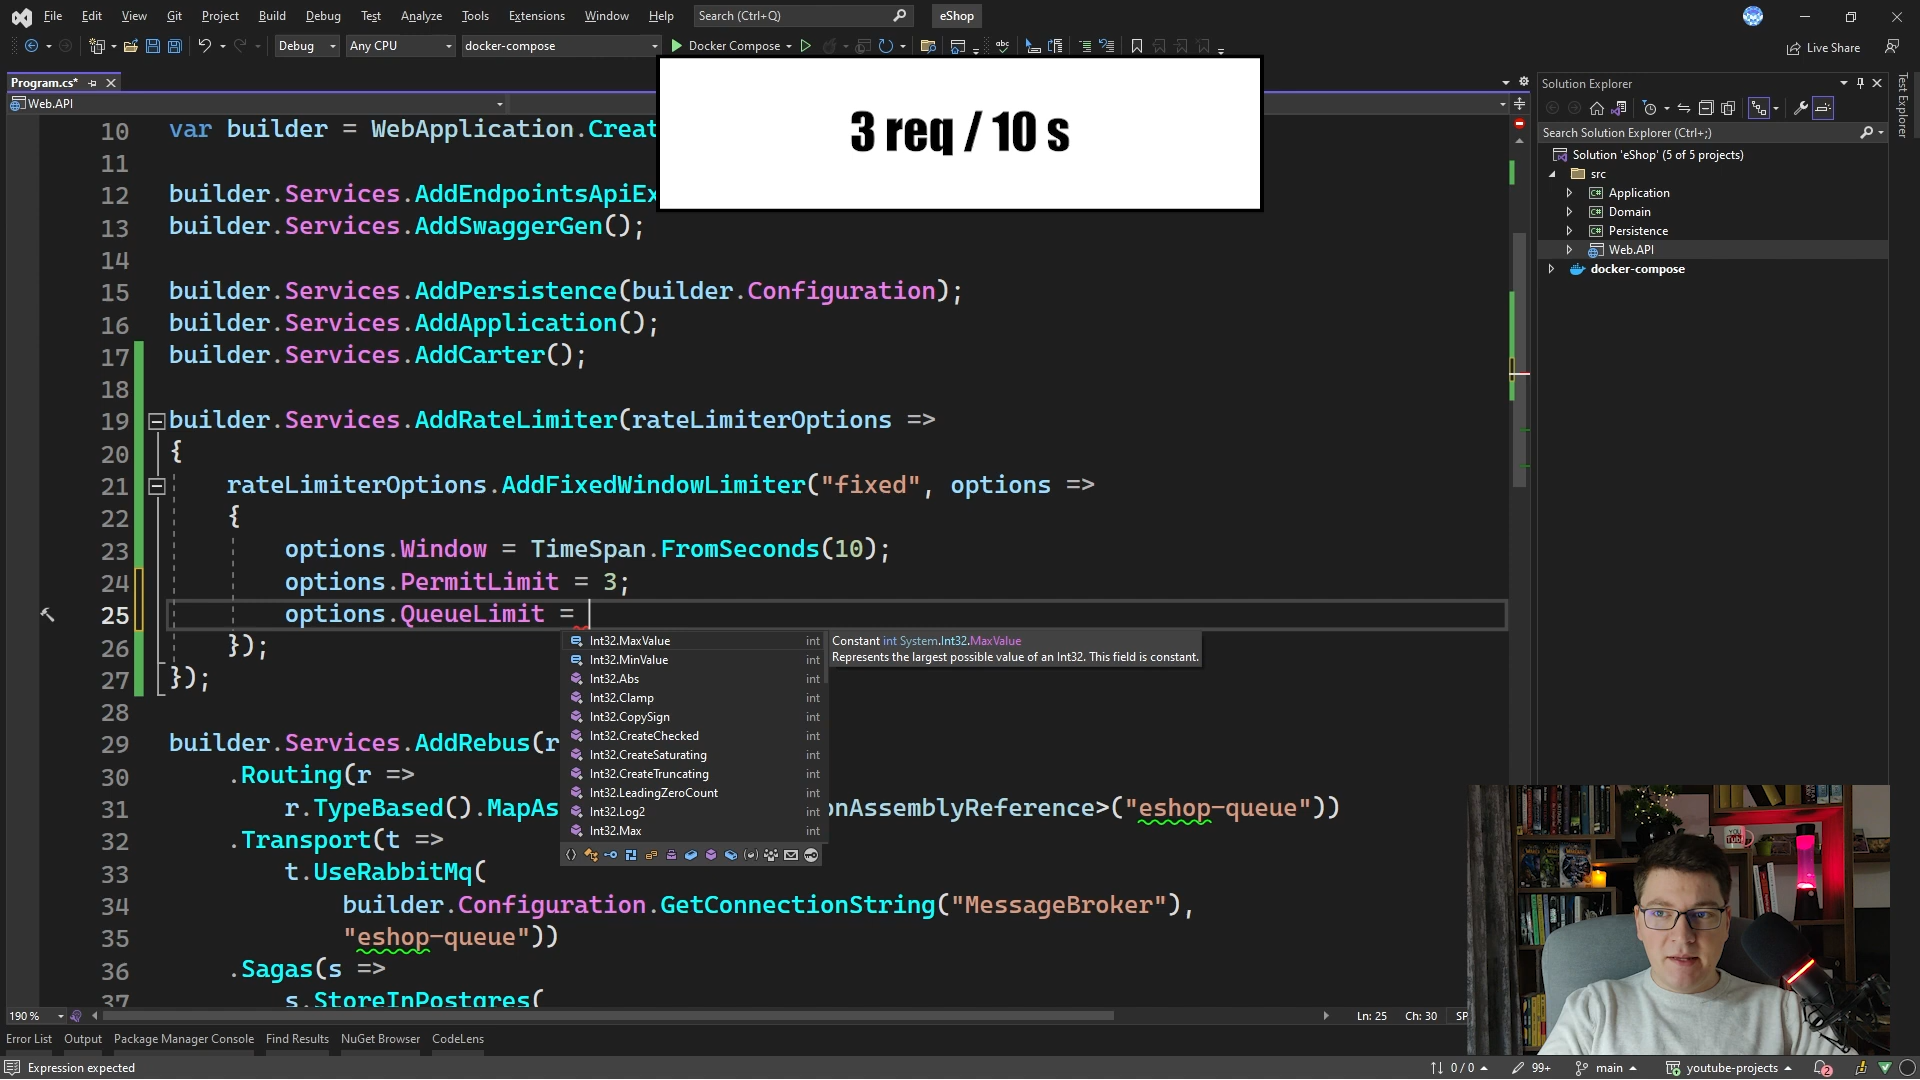 File Edit View Git Project Build Debug Test Analyze Tools Extensions Window Help Search (Ctrl+Q) eShop
Debug Any CPU docker-compose Docker Compose Live Share
Program.cs*
Web.API
3 req / 10 s
10 var builder = WebApplication.Creat
11
12 builder.Services.AddEndpointsApiEx
13 builder.Services.AddSwaggerGen();
14
15 builder.Services.AddPersistence(builder.Configuration);
16 builder.Services.AddApplication();
17 builder.Services.AddCarter();
18
19 builder.Services.AddRateLimiter(rateLimiterOptions =>
20 {
21 rateLimiterOptions.AddFixedWindowLimiter("fixed", options =>
22 {
23 options.Window = TimeSpan.FromSeconds(10);
24 options.PermitLimit = 3;
25 options.QueueLimit =
26 });
27 });
28
29 builder.Services.AddRebus(r
30 .Routing(r =>
31 r.TypeBased().MapAs onAssemblyReference>("eshop-queue"))
32 .Transport(t =>
33 t.UseRabbitMq(
34 builder.Configuration.GetConnectionString("MessageBroker"),
35 "eshop-queue"))
36 .Sagas(s =>
37 s.StoreInPostgres(
Int32.MaxValue int
Int32.MinValue int
Int32.Abs int
Int32.Clamp int
Int32.CopySign int
Int32.CreateChecked int
Int32.CreateSaturating int
Int32.CreateTruncating int
Int32.LeadingZeroCount int
Int32.Log2 int
Int32.Max int
Constant int System.Int32.MaxValue
Represents the largest possible value of an Int32. This field is constant.
Solution Explorer
Search Solution Explorer (Ctrl+;)
Solution 'eShop' (5 of 5 projects)
src
Application
Domain
Persistence
Web.API
docker-compose
Test Explorer
190 % Ln: 25 Ch: 30 SP
Error List Output Package Manager Console Find Results NuGet Browser CodeLens
Expression expected 0 / 0 99+ main youtube-projects 2